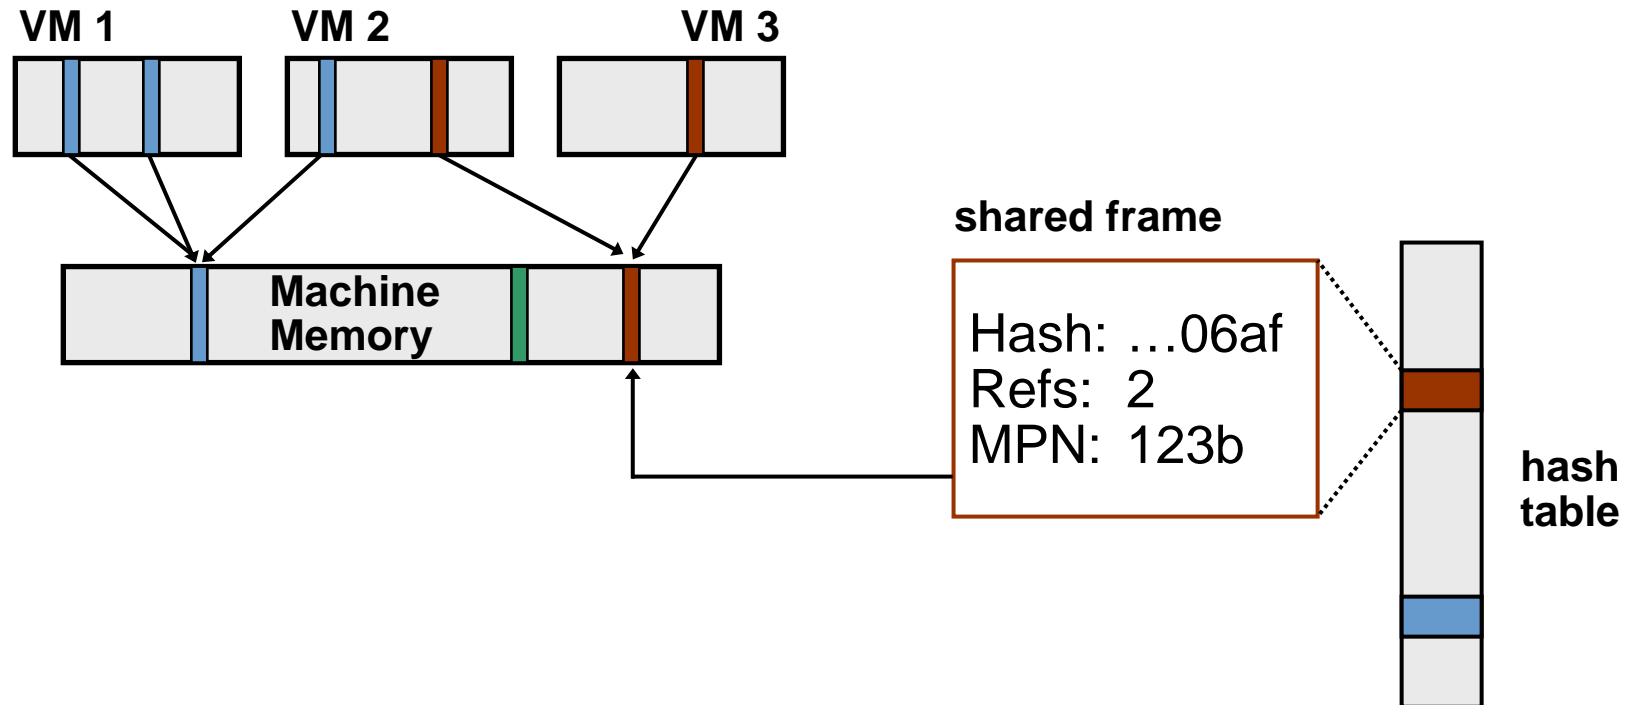 VM 1
VM 2
VM 3
Machine
Memory
shared frame
Hash: …06af
Refs: 2
MPN: 123b
hash
table